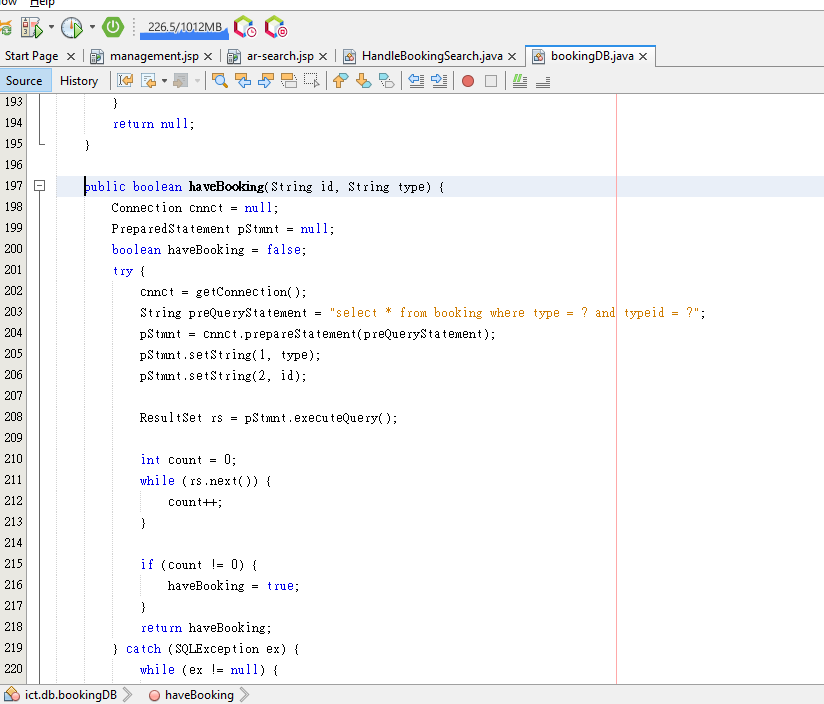 Help
226.5/1012MB
Start Page management.jsp ar-search.jsp HandleBookingSearch.java bookingDB.java
Source History
193 }
194 return null;
195 }
196
197 public boolean haveBooking(String id, String type) {
198 Connection cnnct = null;
199 PreparedStatement pStmnt = null;
200 boolean haveBooking = false;
201 try {
202 cnnct = getConnection();
203 String preQueryStatement = "select * from booking where type = ? and typeid = ?";
204 pStmnt = cnnct.prepareStatement(preQueryStatement);
205 pStmnt.setString(1, type);
206 pStmnt.setString(2, id);
207
208 ResultSet rs = pStmnt.executeQuery();
209
210 int count = 0;
211 while (rs.next()) {
212 count++;
213 }
214
215 if (count != 0) {
216 haveBooking = true;
217 }
218 return haveBooking;
219 } catch (SQLException ex) {
220 while (ex != null) {
ict.db.bookingDB haveBooking